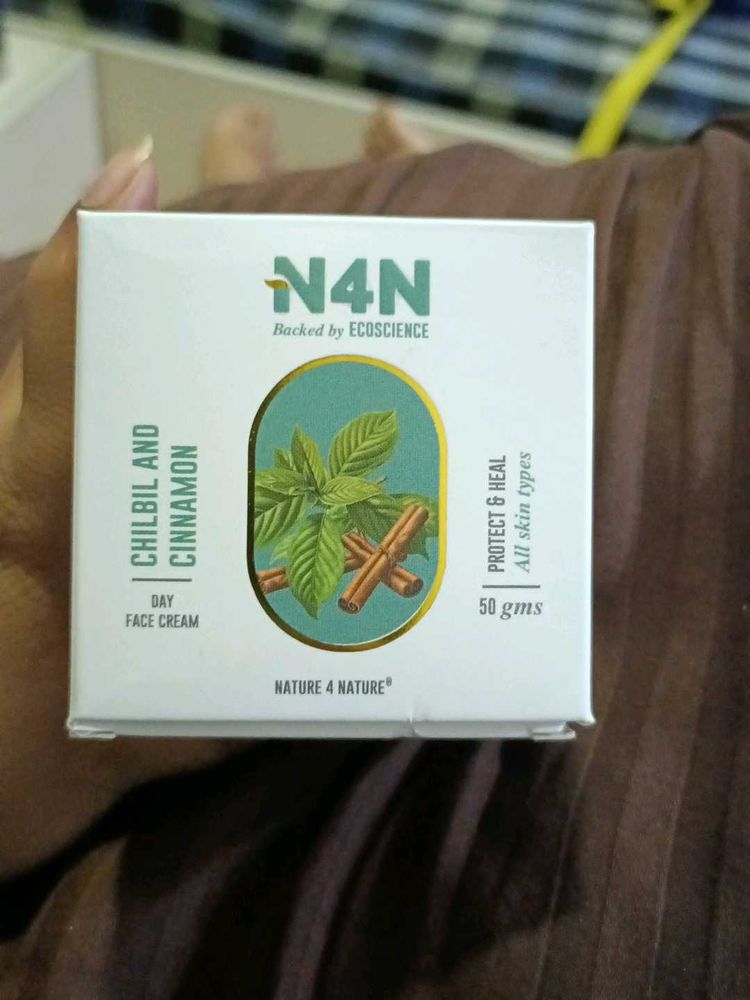 N4N
Backed by ECOSCIENCE
CHILBIL AND
CINNAMON
DAY
FACE CREAM
PROTECT & HEAL
All skin types
50 gms
NATURE 4 NATURE®